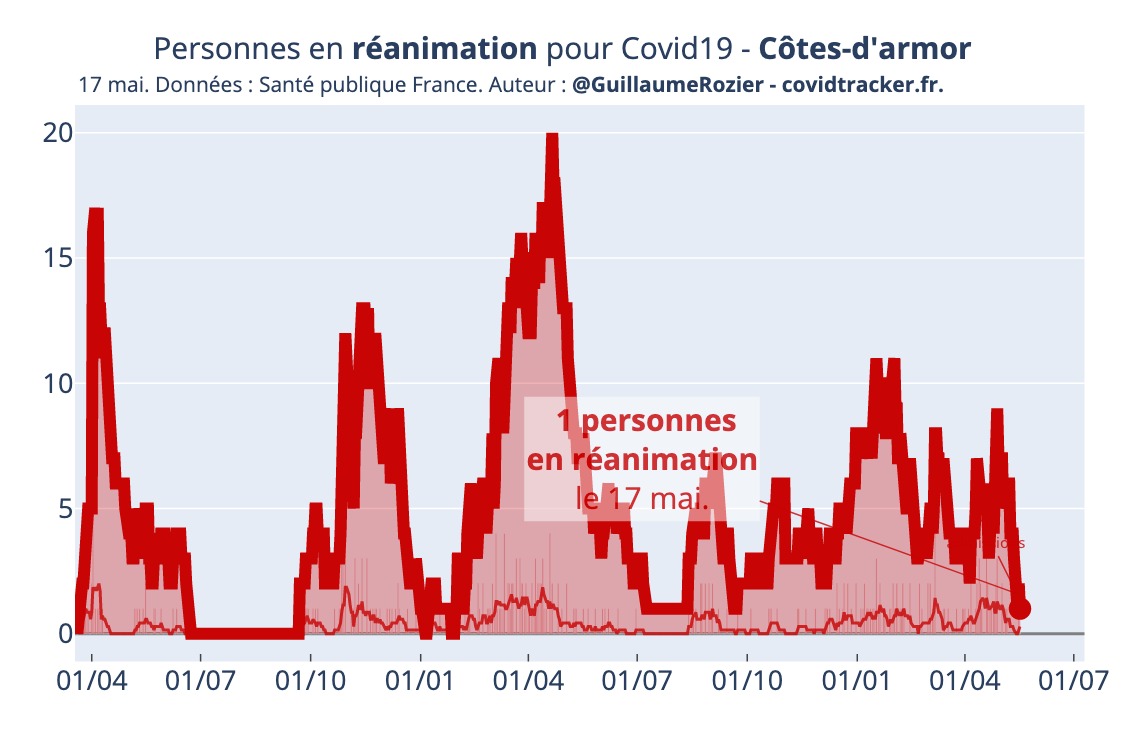 Personnes en réanimation pour Covid19 - Côtes-d'armor
17 mai. Données : Santé publique France. Auteur : @GuillaumeRozier - covidtracker.fr.
20
15
10
5
0
1 personnes
en réanimation
le 17 mai.
01/04 01/07 01/10 01/01 01/04 01/07 01/10 01/01 01/04 01/07